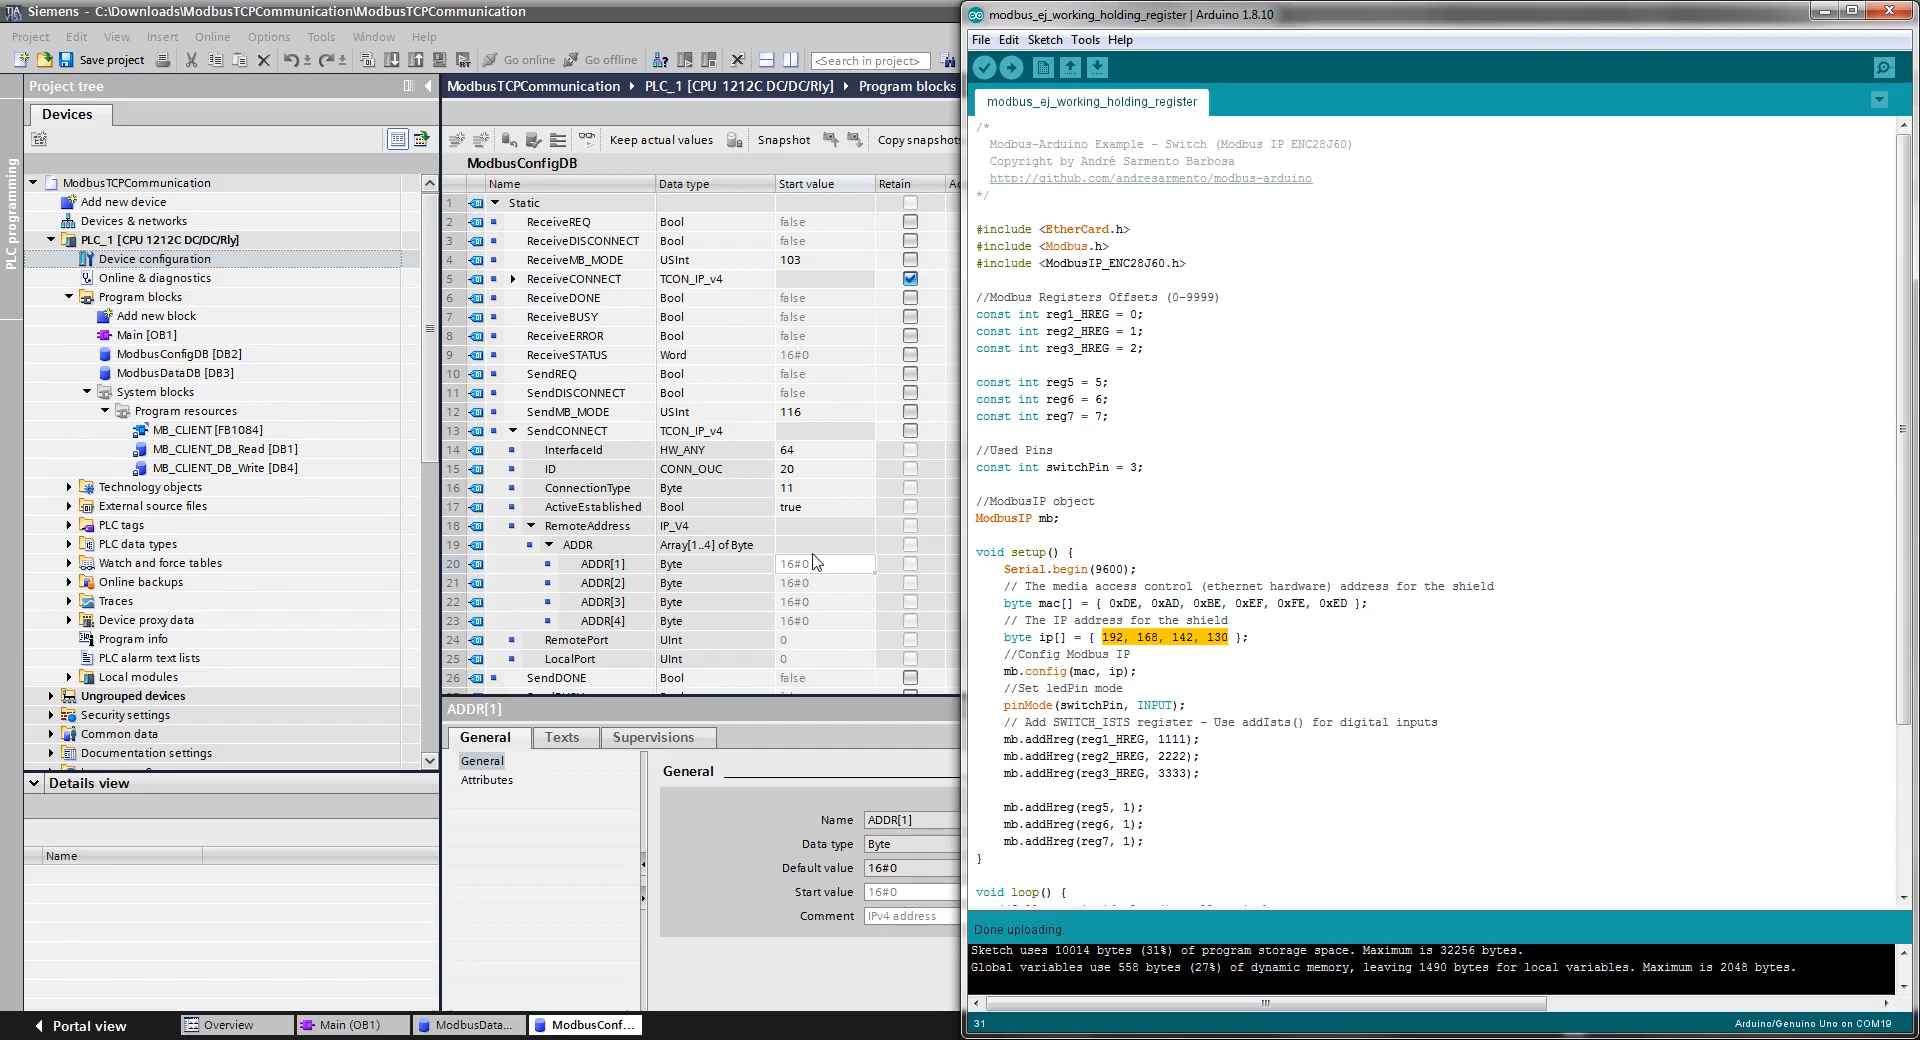 Siemens - C:\Downloads\ModbusTCPCommunication\ModbusTCPCommunication
Project Edit View Insert Online Options Tools Window Help
Save project
Go online
Go offline
<Search in project>
Project tree
Devices
PLC programming
ModbusTCPCommunication
Add new device
Devices & networks
PLC_1 [CPU 1212C DC/DC/Rly]
Device configuration
Online & diagnostics
Program blocks
Add new block
Main [OB1]
ModbusConfigDB [DB2]
ModbusDataDB [DB3]
System blocks
Program resources
MB_CLIENT [FB1084]
MB_CLIENT_DB_Read [DB1]
MB_CLIENT_DB_Write [DB4]
Technology objects
External source files
PLC tags
PLC data types
Watch and force tables
Online backups
Traces
Device proxy data
Program info
PLC alarm text lists
Local modules
Ungrouped devices
Security settings
Common data
Documentation settings
Details view
Name
ModbusTCPCommunication PLC_1 [CPU 1212C DC/DC/Rly] Program blocks
Keep actual values Snapshot Copy snapshots
ModbusConfigDB
Name Data type Start value Retain
1 Static
2 ReceiveREQ Bool false
3 ReceiveDISCONNECT Bool false
4 ReceiveMB_MODE USInt 103
5 ReceiveCONNECT TCON_IP_v4
6 ReceiveDONE Bool false
7 ReceiveBUSY Bool false
8 ReceiveERROR Bool false
9 ReceiveSTATUS Word 16#0
10 SendREQ Bool false
11 SendDISCONNECT Bool false
12 SendMB_MODE USInt 116
13 SendCONNECT TCON_IP_v4
14 InterfaceId HW_ANY 64
15 ID CONN_OUC 20
16 ConnectionType Byte 11
17 ActiveEstablished Bool true
18 RemoteAddress IP_V4
19 ADDR Array[1..4] of Byte
20 ADDR[1] Byte 16#0
21 ADDR[2] Byte 16#0
22 ADDR[3] Byte 16#0
23 ADDR[4] Byte 16#0
24 RemotePort UInt 0
25 LocalPort UInt 0
26 SendDONE Bool false
ADDR[1]
General Texts Supervisions
General
Attributes
General
Name ADDR[1]
Data type Byte
Default value 16#0
Start value 16#0
Comment IPv4 address
Portal view Overview Main (OB1) ModbusData... ModbusConf...
modbus_ej_working_holding_register | Arduino 1.8.10
File Edit Sketch Tools Help
modbus_ej_working_holding_register
/*
Modbus-Arduino Example - Switch (Modbus IP ENC28J60)
Copyright by André Sarmento Barbosa
http://github.com/andresarmento/modbus-arduino
*/
#include <EtherCard.h>
#include <Modbus.h>
#include <ModbusIP_ENC28J60.h>
//Modbus Registers Offsets (0-9999)
const int reg1_HREG = 0;
const int reg2_HREG = 1;
const int reg3_HREG = 2;
const int reg5 = 5;
const int reg6 = 6;
const int reg7 = 7;
//Used Pins
const int switchPin = 3;
//ModbusIP object
ModbusIP mb;
void setup() {
Serial.begin(9600);
// The media access control (ethernet hardware) address for the shield
byte mac[] = { 0xDE, 0xAD, 0xBE, 0xEF, 0xFE, 0xED };
// The IP address for the shield
byte ip[] = { 192, 168, 142, 130 };
//Config Modbus IP
mb.config(mac, ip);
//Set ledPin mode
pinMode(switchPin, INPUT);
// Add SWITCH_ISTS register - Use addIsts() for digital inputs
mb.addHreg(reg1_HREG, 1111);
mb.addHreg(reg2_HREG, 2222);
mb.addHreg(reg3_HREG, 3333);
mb.addHreg(reg5, 1);
mb.addHreg(reg6, 1);
mb.addHreg(reg7, 1);
}
void loop() {
Done uploading.
Sketch uses 10014 bytes (31%) of program storage space. Maximum is 32256 bytes.
Global variables use 558 bytes (27%) of dynamic memory, leaving 1490 bytes for local variables. Maximum is 2048 bytes.
31 Arduino/Genuino Uno on COM19